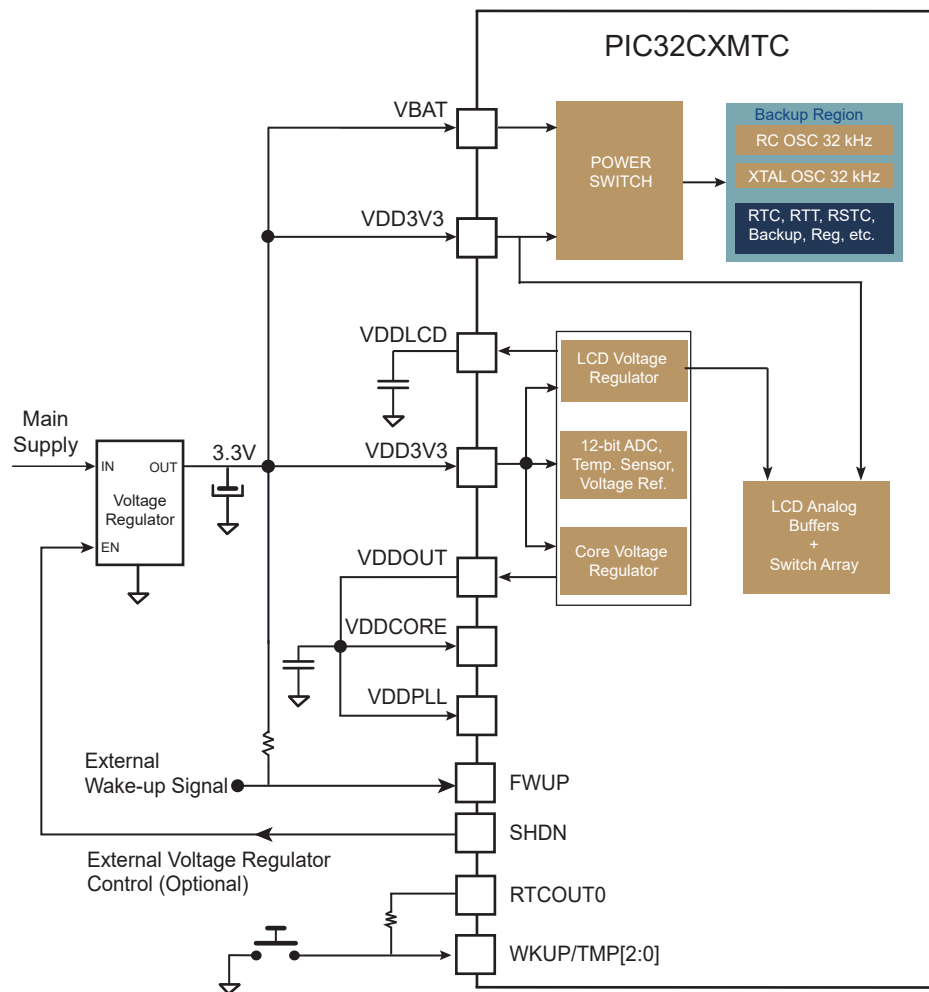 PIC32CXMTC
VBAT
POWER
SWITCH
Backup Region
RC OSC 32 kHz
XTAL OSC 32 kHz
RTC, RTT, RSTC,
Backup, Reg, etc.
VDD3V3
VDDLCD
LCD Voltage
Regulator
Main
Supply
3.3V
VDD3V3
12-bit ADC,
Temp. Sensor,
Voltage Ref.
IN
OUT
Voltage
Regulator
EN
LCD Analog
Buffers
+
Switch Array
VDDOUT
Core Voltage
Regulator
VDDCORE
VDDPLL
External
Wake-up Signal
FWUP
SHDN
External Voltage Regulator
Control (Optional)
RTCOUT0
WKUP/TMP[2:0]